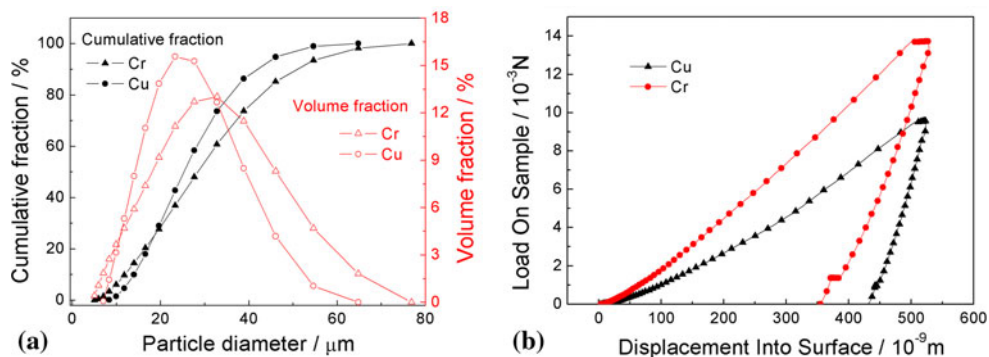 100
80
60
40
20
0
Cumulative fraction / %
Cumulative fraction
Cr
Cu
Volume fraction
Cr
Cu
18
15
12
9
6
3
0
Volume fraction / %
0 20 40 60 80
Particle diameter / μm
(a)
14
12
10
8
6
4
2
0
Load On Sample / 10⁻³N
Cu
Cr
0 100 200 300 400 500 600
Displacement Into Surface / 10⁻⁹m
(b)